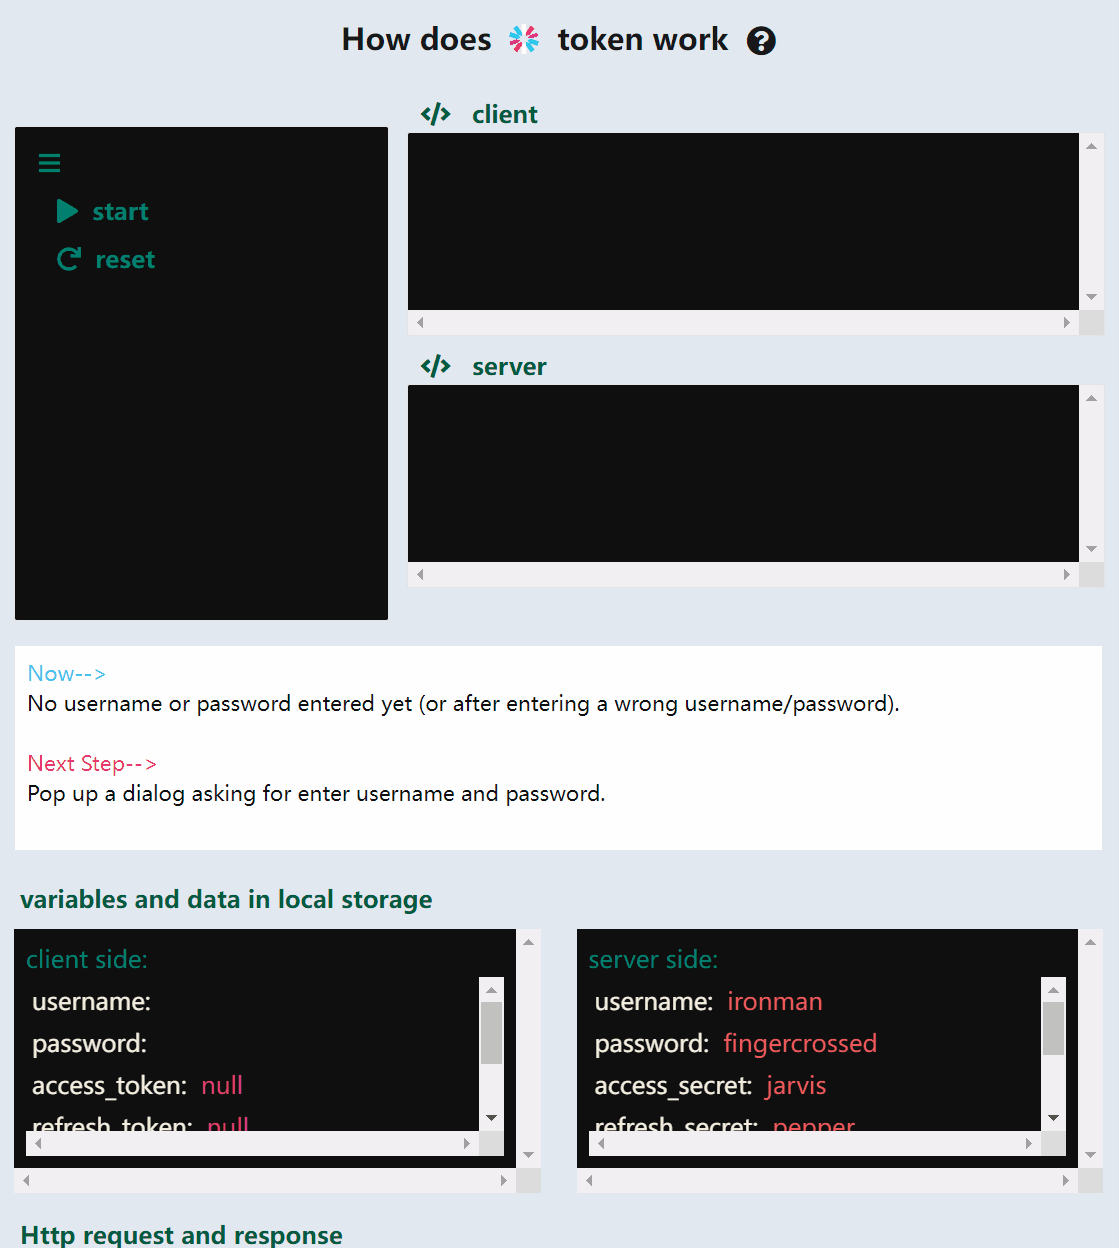 How does token work ?
</> client
start
reset
</> server
Now-->
No username or password entered yet (or after entering a wrong username/password).
Next Step-->
Pop up a dialog asking for enter username and password.
variables and data in local storage
client side:
username:
password:
access_token: null
refresh_token: null
server side:
username: ironman
password: fingercrossed
access_secret: jarvis
refresh_secret: pepper
Http request and response